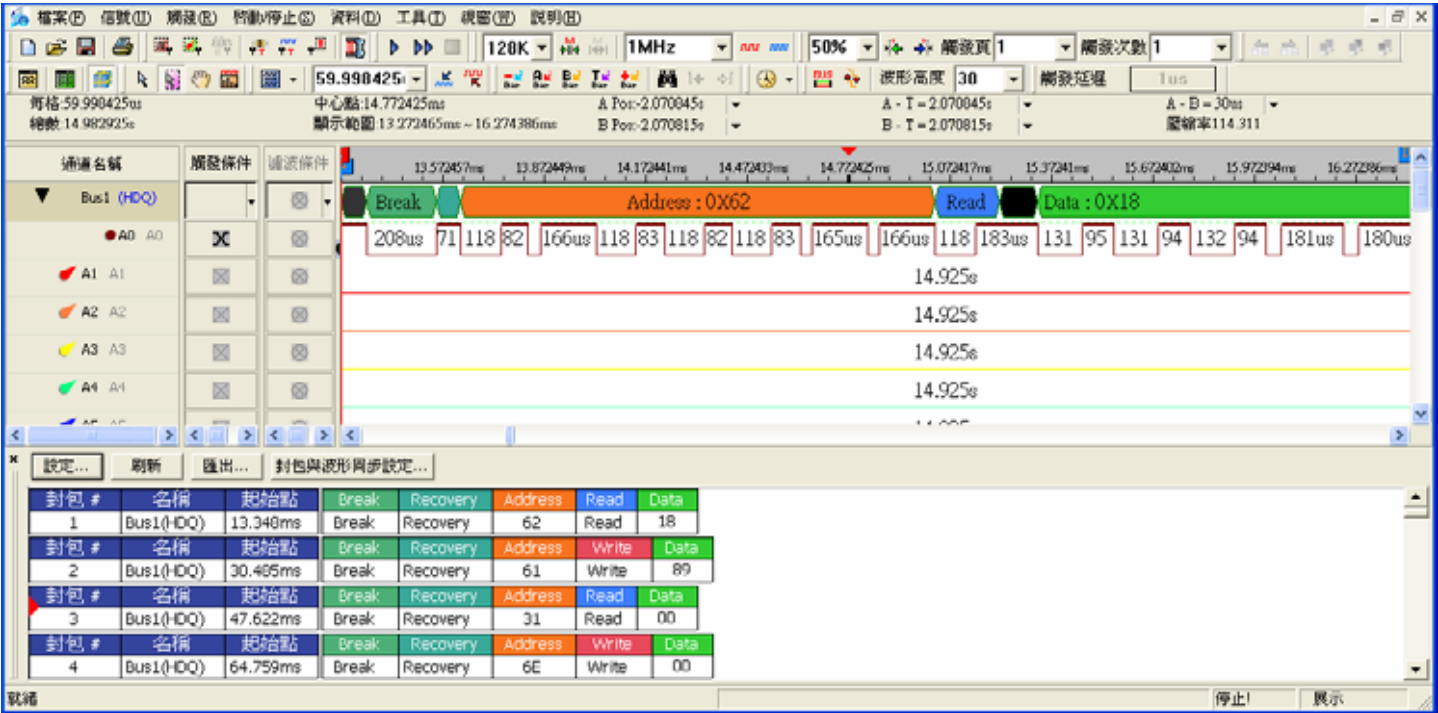 檔案(F) 信號(U) 觸發(R) 啟動/停止(S) 資料(D) 工具(T) 視窗(W) 說明(H)
128K 1MHz 50% 觸發頁 1 觸發次數 1
59.990425 Bar Bar Bar Bar Bar 波形高度 30 觸發延遲 1us
每格:59.990425us 中心點:14.772425ms A Pos:-2.070845s A - T = 2.070845s A - B = 30us
總數:14.982925s 顯示範圍:13.272465ms ~ 16.274386ms B Pos:-2.070815s B - T = 2.070815s 壓縮率114.311
通道名稱 觸發條件 濾波條件 13.572457ms 13.872449ms 14.172441ms 14.472433ms 14.772425ms 15.072417ms 15.37241ms 15.672402ms 15.972394ms 16.272386ms
Bus1 (HDQ) Break Address : 0X62 Read Data : 0X18
A0 A0 208us 71 118 82 166us 118 83 118 82 118 83 165us 166us 118 183us 131 95 131 94 132 94 181us 180us
A1 A1 14.925s
A2 A2 14.925s
A3 A3 14.925s
A4 A4 14.925s
設定... 刷新 匯出... 封包與波形同步設定...
封包 # 名稱 起始點 Break Recovery Address Read Data
1 Bus1(HDQ) 13.348ms Break Recovery 62 Read 18
封包 # 名稱 起始點 Break Recovery Address Write Data
2 Bus1(HDQ) 30.485ms Break Recovery 61 Write 89
封包 # 名稱 起始點 Break Recovery Address Read Data
3 Bus1(HDQ) 47.622ms Break Recovery 31 Read 00
封包 # 名稱 起始點 Break Recovery Address Write Data
4 Bus1(HDQ) 64.759ms Break Recovery 6E Write 00
就緒 停止! 展示